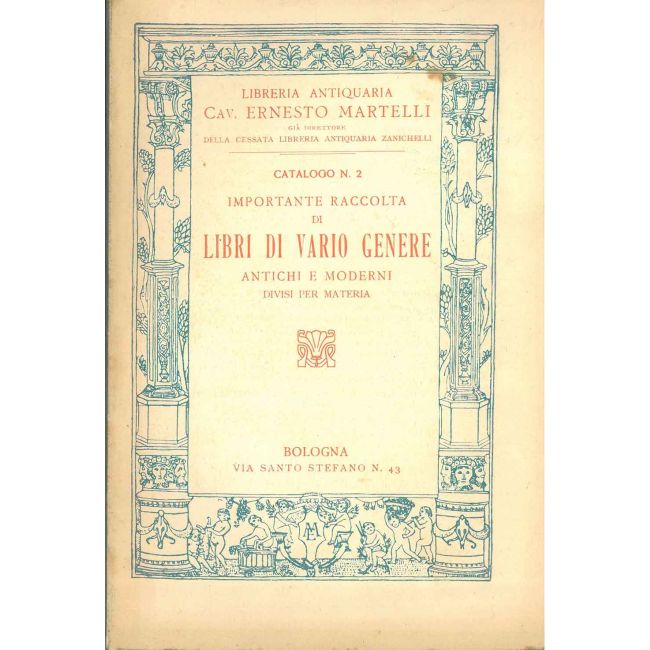 LIBRERIA ANTIQUARIA
CAV. ERNESTO MARTELLI
GIÀ DIRETTORE
DELLA CESSATA LIBRERIA ANTIQUARIA ZANICHELLI
CATALOGO N. 2
IMPORTANTE RACCOLTA
DI
LIBRI DI VARIO GENERE
ANTICHI E MODERNI
DIVISI PER MATERIA
BOLOGNA
VIA SANTO STEFANO N. 43